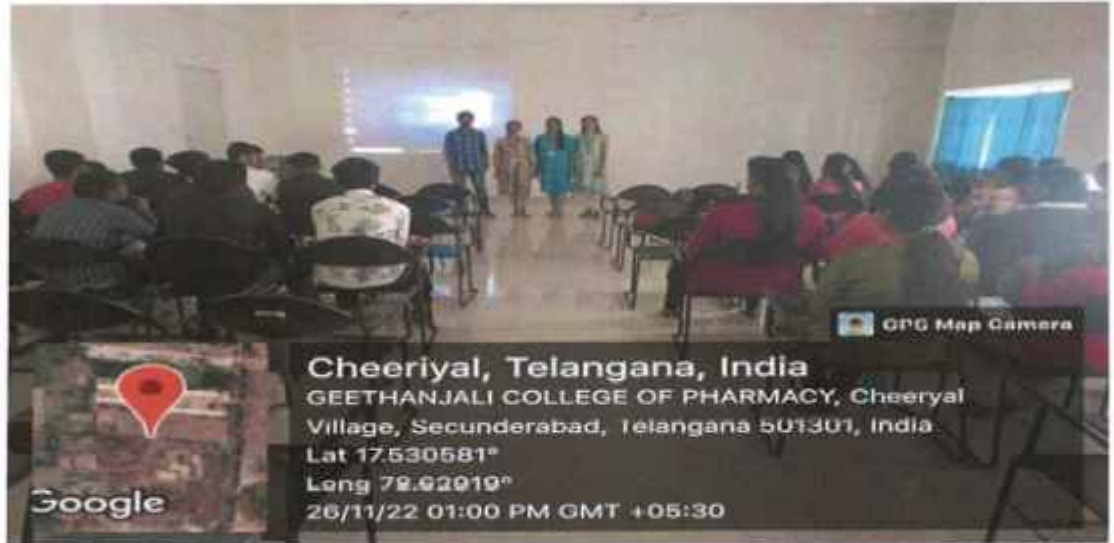 GPS Map Camera
Cheeriyal, Telangana, India
GEETHANJALI COLLEGE OF PHARMACY, Cheeryal
Village, Secunderabad, Telangana 501301, India
Lat 17.530581°
Long 78.62919°
26/11/22 01:00 PM GMT +05:30
Google